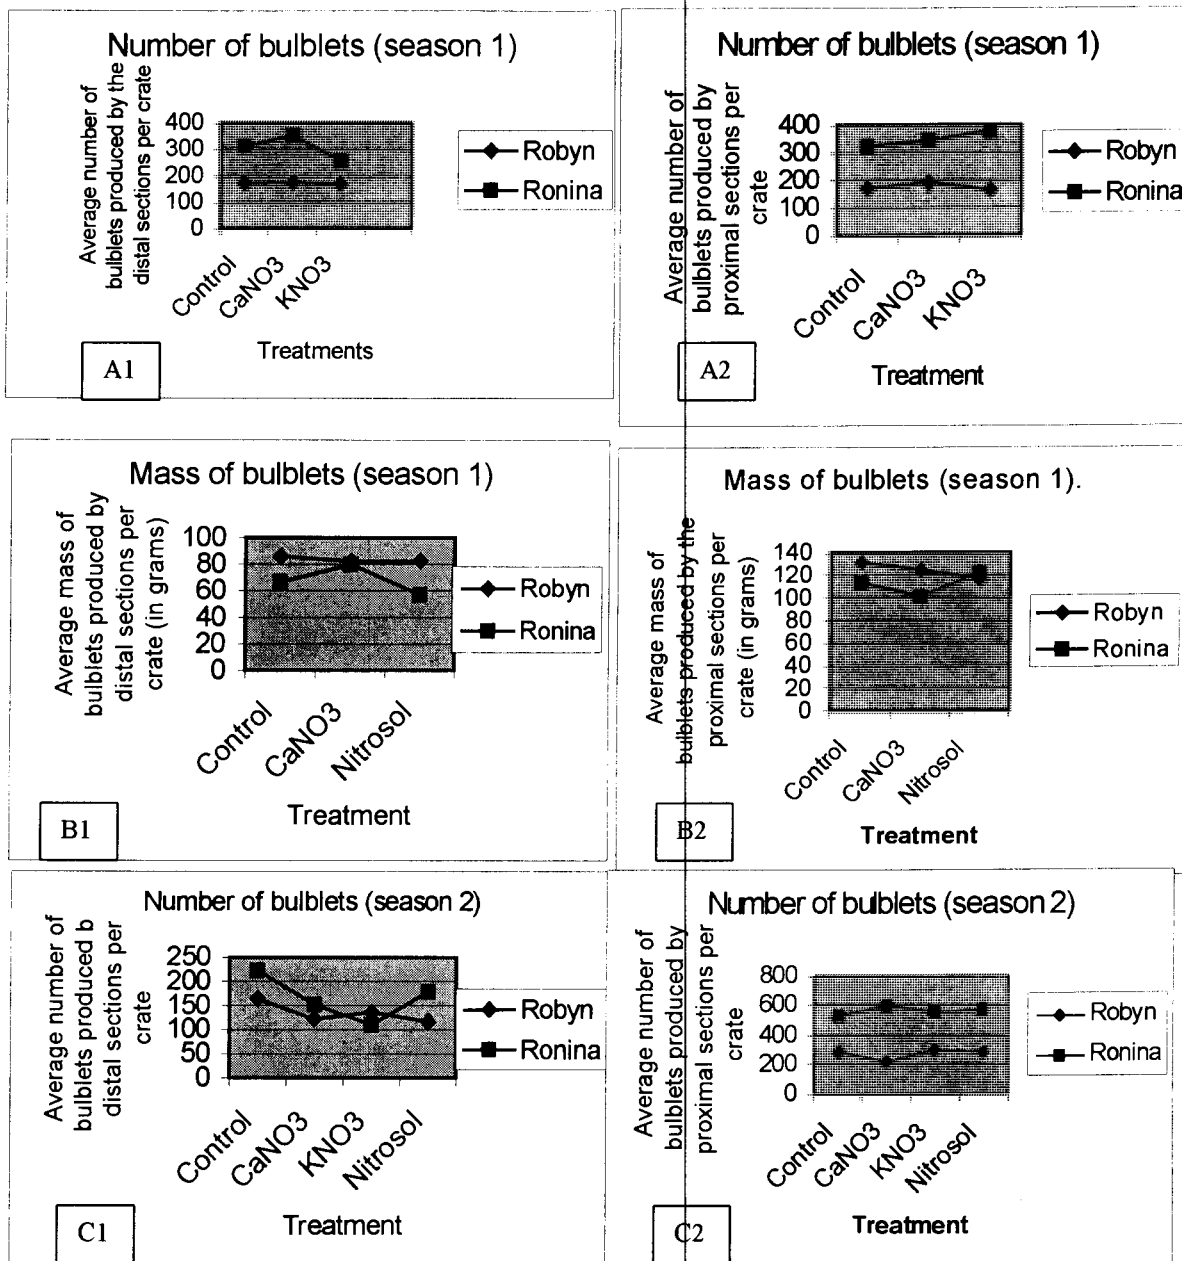 Number of bulblets (season 1)
Average number of
bulblets produced by the
distal sections per crate
400
300
200
100
0
Control
CaNO3
KNO3
Treatments
Robyn
Ronina
A1
Number of bulblets (season 1)
Average number of
bulblets produced by
proximal sections per
crate
400
300
200
100
0
Control
CaNO3
KNO3
Treatment
Robyn
Ronina
A2
Mass of bulblets (season 1)
Average mass of
bulblets produced by
distal sections per
crate (in grams)
100
80
60
40
20
0
Control
CaNO3
Nitrosol
Treatment
Robyn
Ronina
B1
Mass of bulblets (season 1).
Average mass of
bulblets produced by the
proximal sections per
crate (in grams)
140
120
100
80
60
40
20
0
Control
CaNO3
Nitrosol
Treatment
Robyn
Ronina
B2
Number of bulblets (season 2)
Average number of
bulblets produced b
distal sections per
crate
250
200
150
100
50
0
Control
CaNO3
KNO3
Nitrosol
Treatment
Robyn
Ronina
C1
Number of bulblets (season 2)
Average number of
bulblets produced by
proximal sections per
crate
800
600
400
200
0
Control
CaNO3
KNO3
Nitrosol
Treatment
Robyn
Ronina
C2